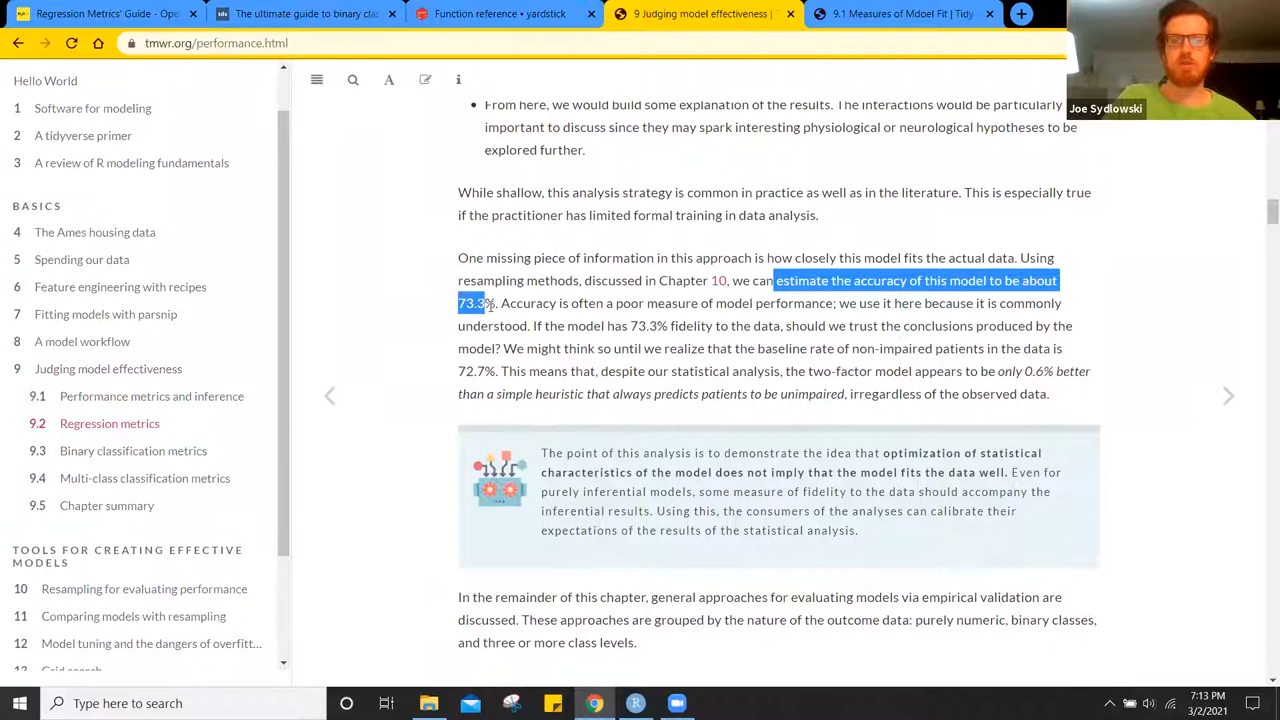 Regression Metrics' Guide - Ope
The ultimate guide to binary clas
Function reference • yardstick
9 Judging model effectiveness |
9.1 Measures of Mdoel Fit | Tidy
tmwr.org/performance.html
Joe Sydlowski
Hello World
1 Software for modeling
2 A tidyverse primer
3 A review of R modeling fundamentals
BASICS
4 The Ames housing data
5 Spending our data
6 Feature engineering with recipes
7 Fitting models with parsnip
8 A model workflow
9 Judging model effectiveness
9.1 Performance metrics and inference
9.2 Regression metrics
9.3 Binary classification metrics
9.4 Multi-class classification metrics
9.5 Chapter summary
TOOLS FOR CREATING EFFECTIVE
MODELS
10 Resampling for evaluating performance
11 Comparing models with resampling
12 Model tuning and the dangers of overfitt...
13 Grid search
• From here, we would build some explanation of the results. The interactions would be particularly
important to discuss since they may spark interesting physiological or neurological hypotheses to be
explored further.
While shallow, this analysis strategy is common in practice as well as in the literature. This is especially true
if the practitioner has limited formal training in data analysis.
One missing piece of information in this approach is how closely this model fits the actual data. Using
resampling methods, discussed in Chapter 10, we can estimate the accuracy of this model to be about
73.3%. Accuracy is often a poor measure of model performance; we use it here because it is commonly
understood. If the model has 73.3% fidelity to the data, should we trust the conclusions produced by the
model? We might think so until we realize that the baseline rate of non-impaired patients in the data is
72.7%. This means that, despite our statistical analysis, the two-factor model appears to be only 0.6% better
than a simple heuristic that always predicts patients to be unimpaired, irregardless of the observed data.
The point of this analysis is to demonstrate the idea that optimization of statistical
characteristics of the model does not imply that the model fits the data well. Even for
purely inferential models, some measure of fidelity to the data should accompany the
inferential results. Using this, the consumers of the analyses can calibrate their
expectations of the results of the statistical analysis.
In the remainder of this chapter, general approaches for evaluating models via empirical validation are
discussed. These approaches are grouped by the nature of the outcome data: purely numeric, binary classes,
and three or more class levels.
Type here to search
7:13 PM
3/2/2021